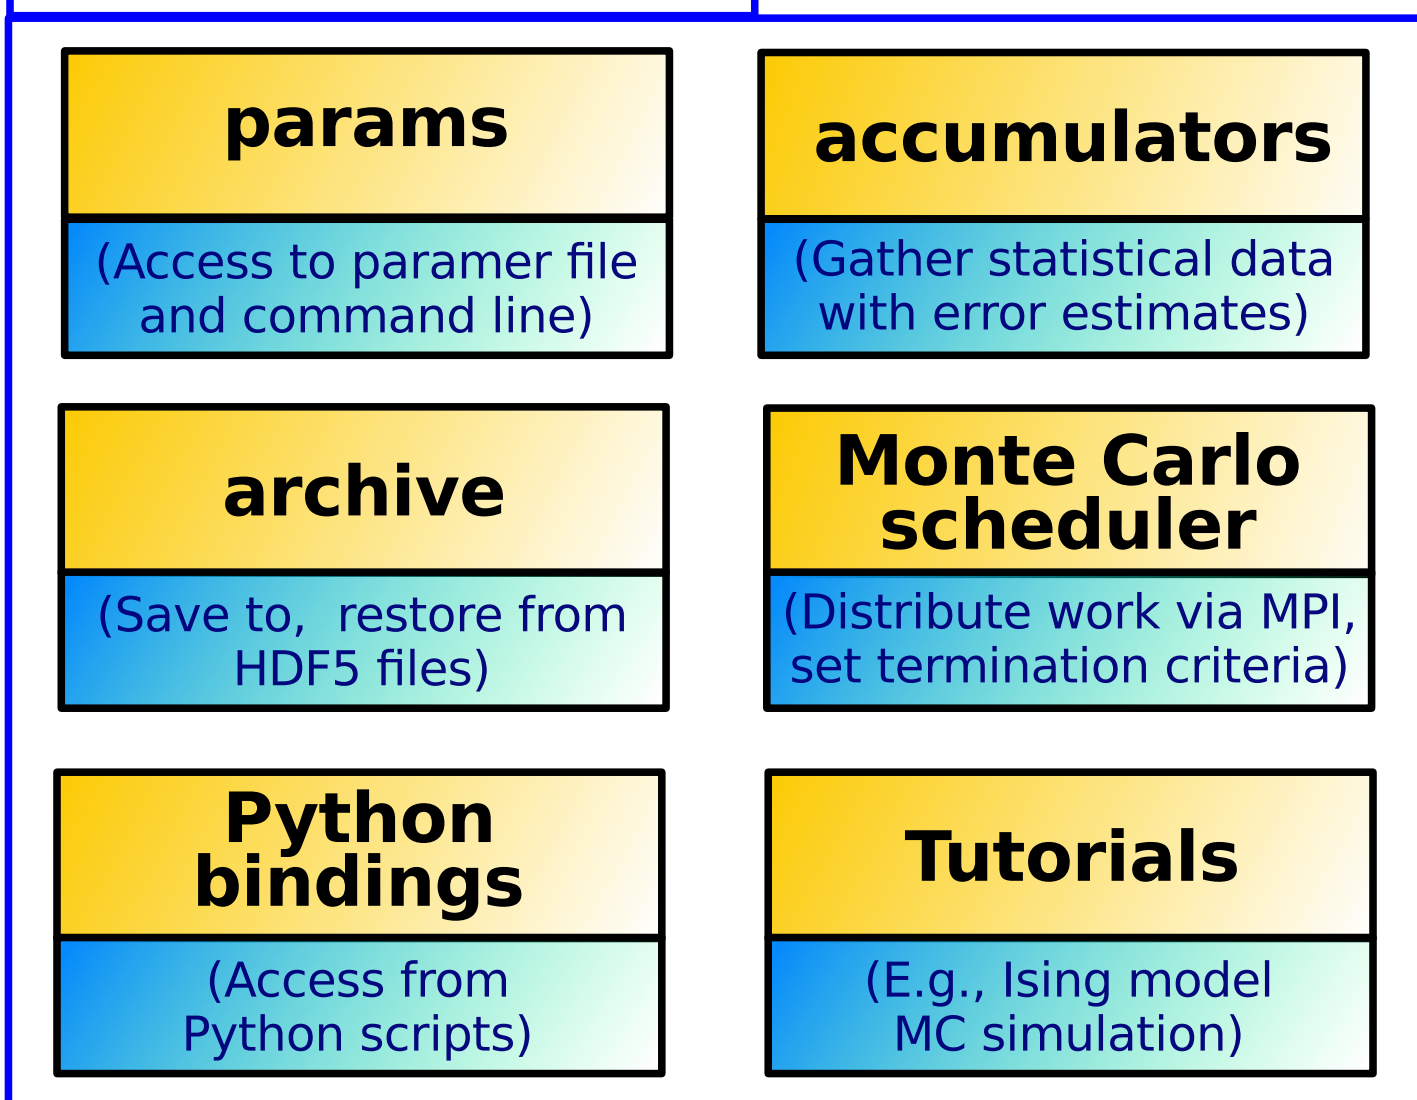 params
(Access to paramer file
and command line)
accumulators
(Gather statistical data
with error estimates)
archive
(Save to,  restore from
HDF5 files)
Monte Carlo
scheduler
(Distribute work via MPI,
set termination criteria)
Python
bindings
(Access from
Python scripts)
Tutorials
(E.g., Ising model
MC simulation)